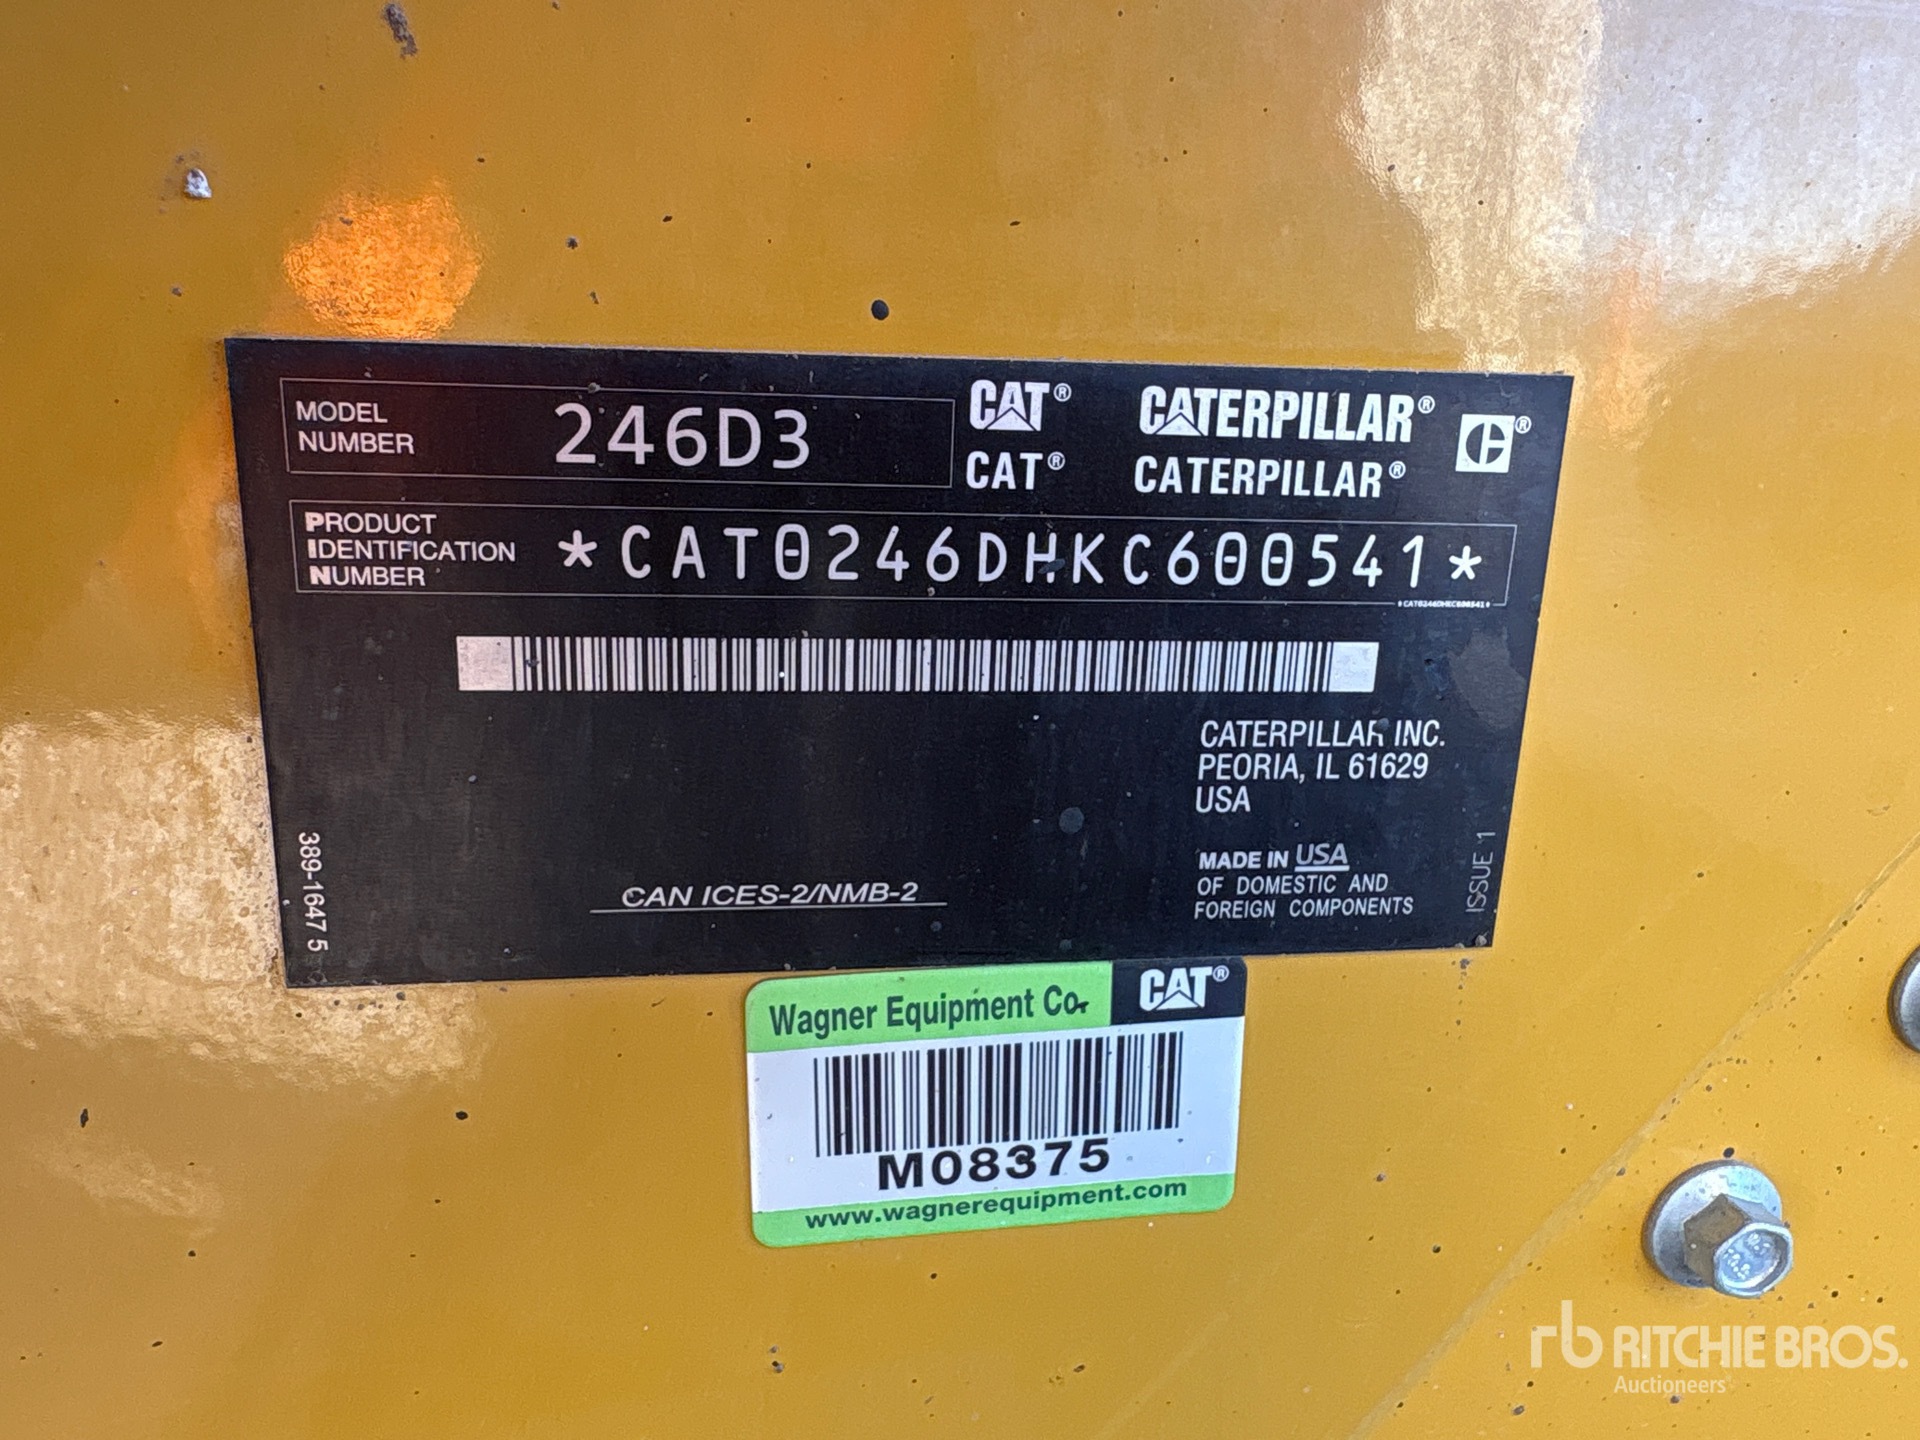 MODEL
NUMBER
246D3
CAT® CATERPILLAR® ®
CAT® CATERPILLAR®
PRODUCT
IDENTIFICATION
NUMBER
*CAT0246DHKC600541*
*CAT0246DHKC600541*
CATERPILLAR INC.
PEORIA, IL 61629
USA
MADE IN USA
OF DOMESTIC AND
FOREIGN COMPONENTS
CAN ICES-2/NMB-2
389-1647 5
ISSUE 1
Wagner Equipment Co.
CAT®
M08375
www.wagnerequipment.com
rb RITCHIE BROS.
Auctioneers